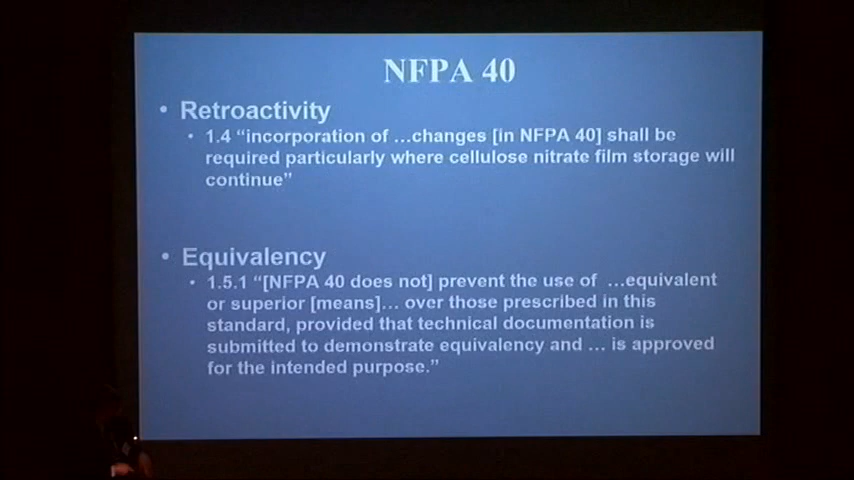 NFPA 40
• Retroactivity
• 1.4 “incorporation of …changes [in NFPA 40] shall be
required particularly where cellulose nitrate film storage will
continue”
• Equivalency
• 1.5.1 “[NFPA 40 does not] prevent the use of …equivalent
or superior [means]… over those prescribed in this
standard, provided that technical documentation is
submitted to demonstrate equivalency and … is approved
for the intended purpose.”